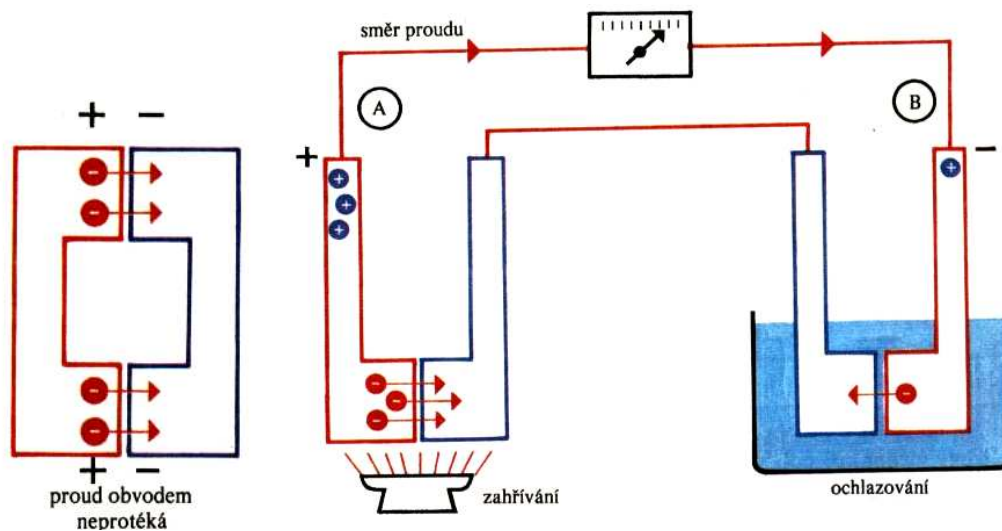 směr proudu
A
B
+ −
+
−
+ −
proud obvodem
neprotéká
zahřívání
ochlazování